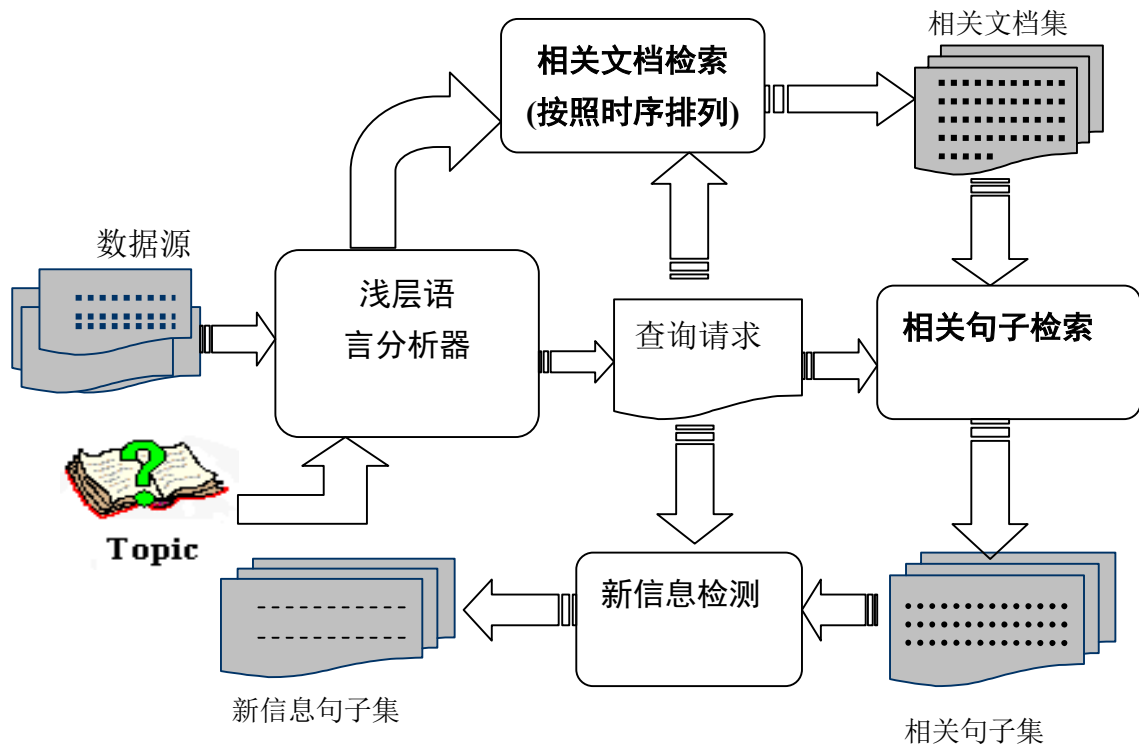 相关文档集
相关文档检索
(按照时序排列)
数据源
浅层语
言分析器
查询请求
相关句子检索
Topic
新信息检测
新信息句子集
相关句子集